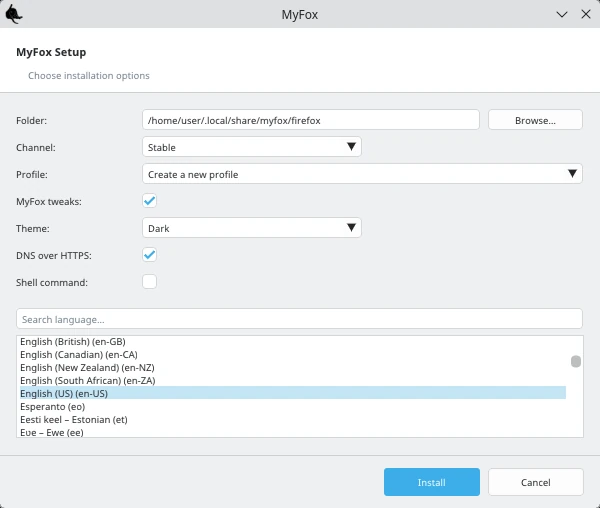 MyFox
MyFox Setup
Choose installation options
Folder: /home/user/.local/share/myfox/firefox Browse...
Channel: Stable
Profile: Create a new profile
MyFox tweaks:
Theme: Dark
DNS over HTTPS:
Shell command:
Search language...
English (British) (en-GB)
English (Canadian) (en-CA)
English (New Zealand) (en-NZ)
English (South African) (en-ZA)
English (US) (en-US)
Esperanto (eo)
Eesti keel – Estonian (et)
Eʋe – Ewe (ee)
Install Cancel